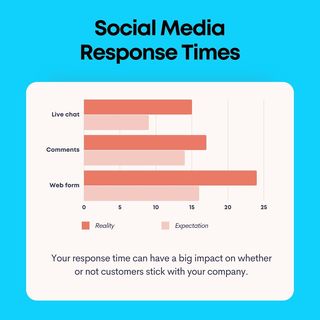 Social Media
Response Times
Live chat
Comments
Web form
0 5 10 15 20 25
Reality Expectation
Your response time can have a big impact on whether
or not customers stick with your company.